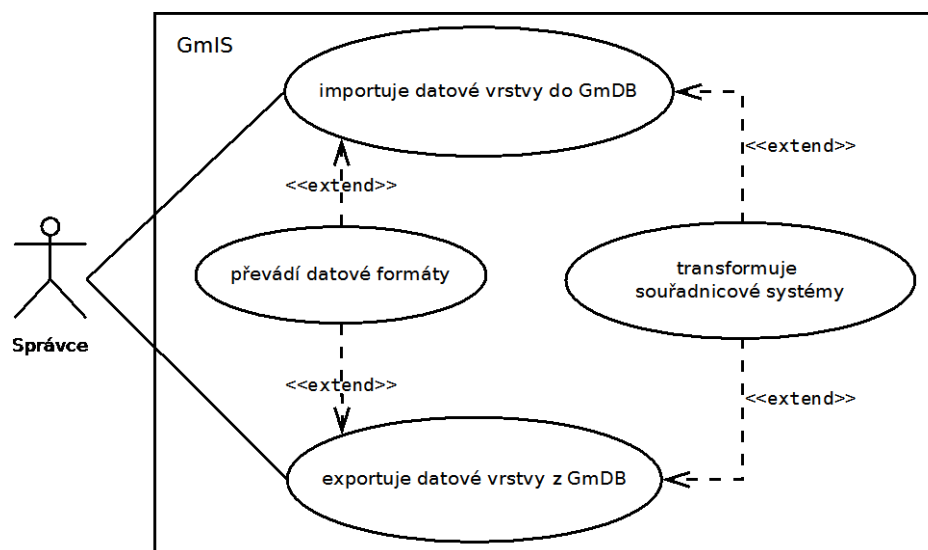 GmIS
importuje datové vrstvy do GmDB
<<extend>>
<<extend>>
převádí datové formáty
transformuje
souřadnicové systémy
Správce
<<extend>>
<<extend>>
exportuje datové vrstvy z GmDB